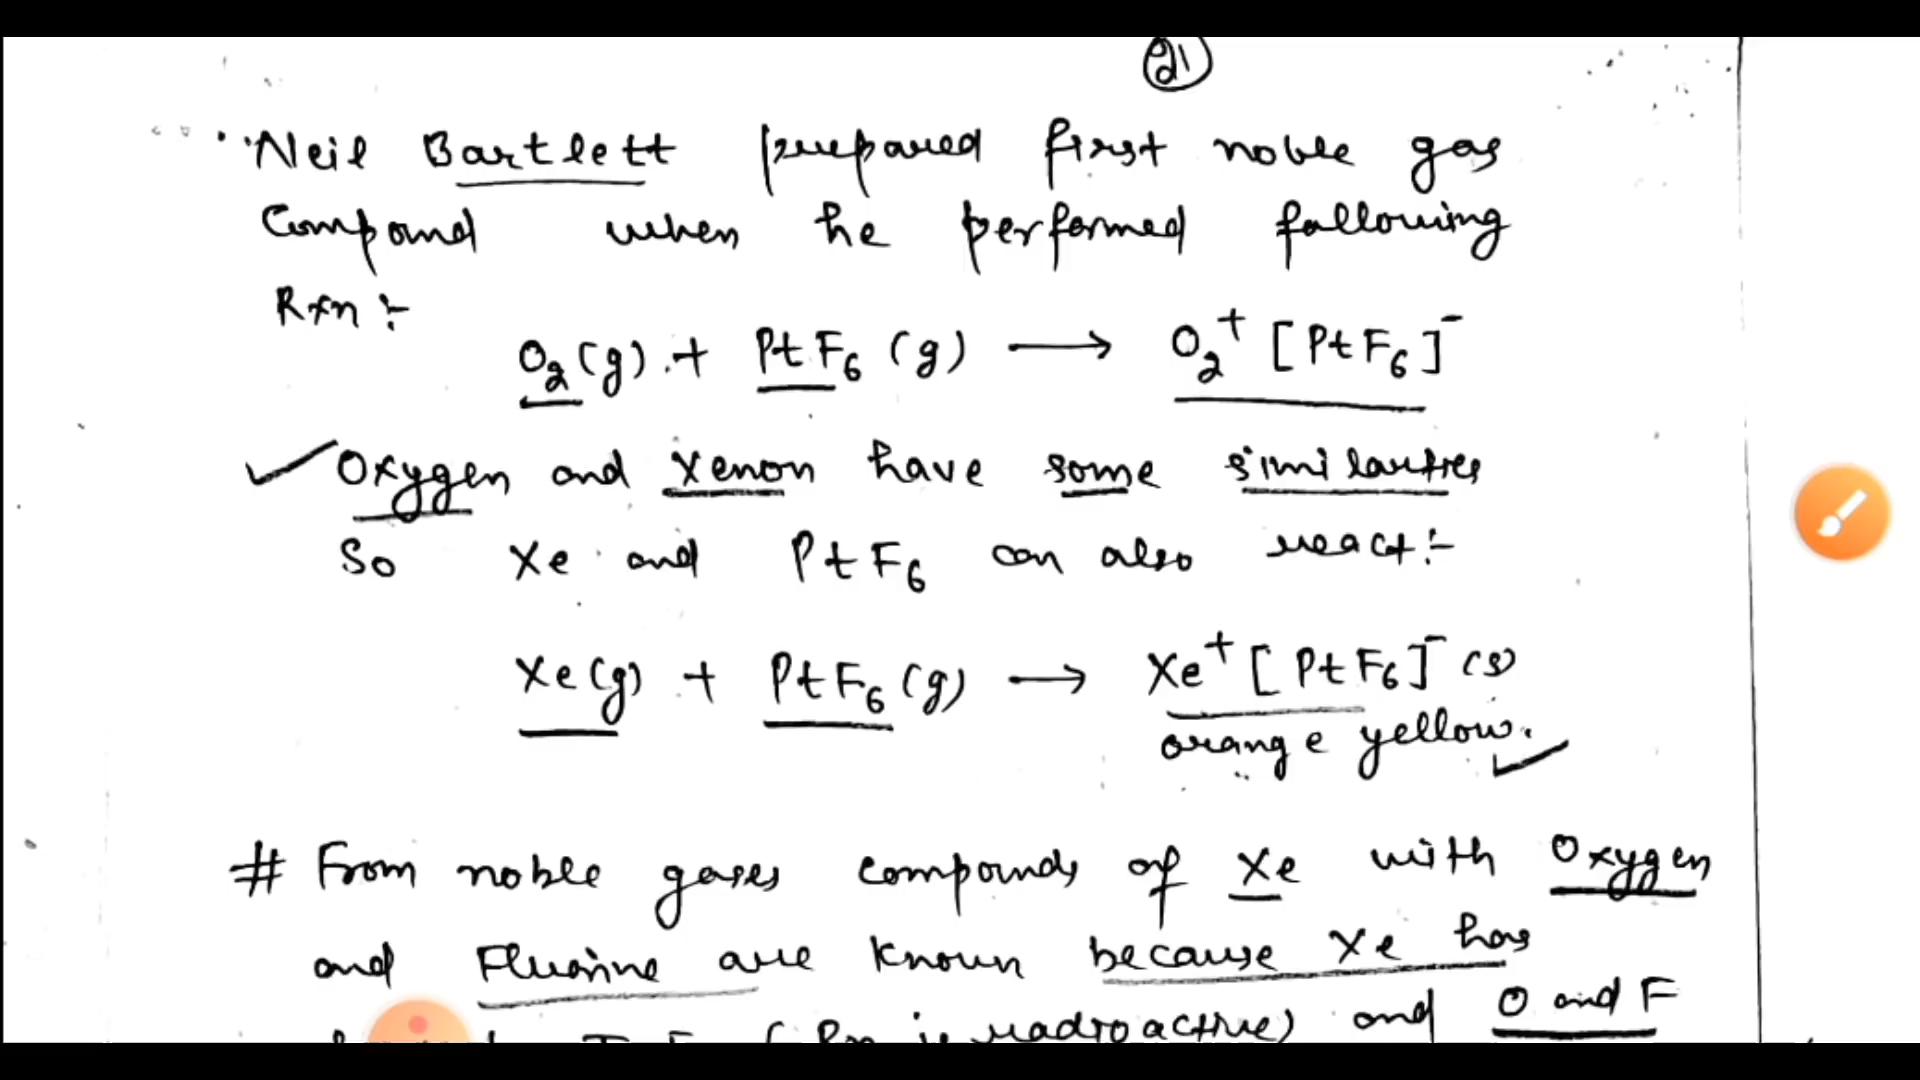 21
Neil Bartlett prepared first noble gas
Compound when he performed following
Rxn :-
O₂(g) + PtF₆(g) → O₂⁺[PtF₆]⁻
✓ Oxygen and Xenon have some similarities
So Xe and PtF₆ can also react :-
Xe(g) + PtF₆(g) → Xe⁺[PtF₆]⁻(s)
orange yellow.
# From noble gases compounds of Xe with Oxygen
and Fluorine are known because Xe has
(Rn is radioactive) and O and F